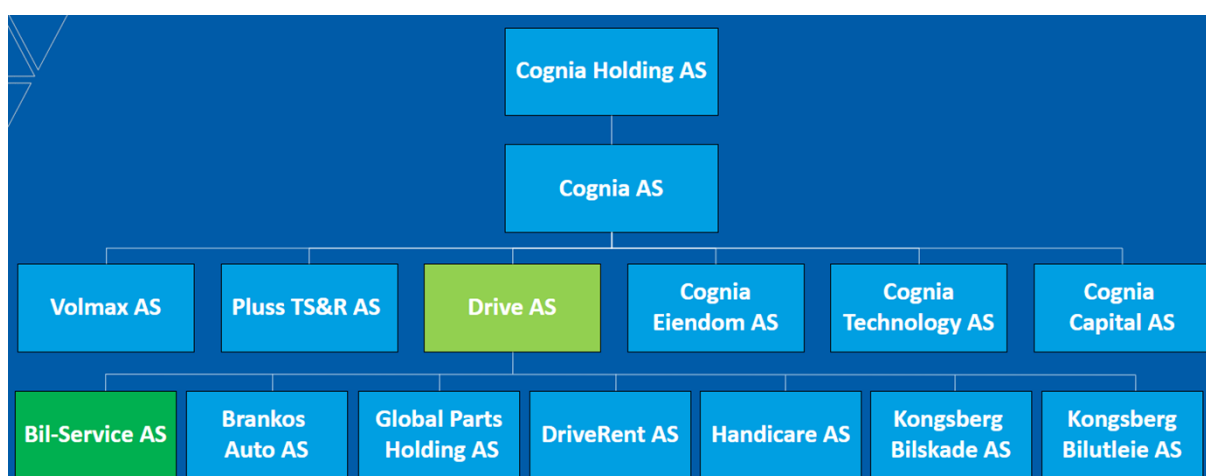 Cognia Holding AS
Cognia AS
Volmax AS
Pluss TS&R AS
Drive AS
Cognia
Eiendom AS
Cognia
Technology AS
Cognia
Capital AS
Bil-Service AS
Brankos
Auto AS
Global Parts
Holding AS
DriveRent AS
Handicare AS
Kongsberg
Bilskade AS
Kongsberg
Bilutleie AS